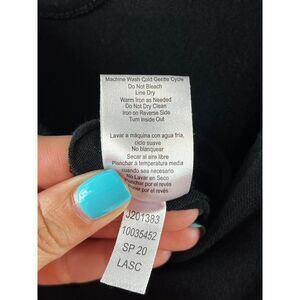 Machine Wash Cold Gentle Cycle
Do Not Bleach
Line Dry
Warm Iron as Needed
Do Not Dry Clean
Iron on Reverse Side
Turn Inside Out
Lavar a máquina con agua fría,
ciclo suave
No blanquear
Secar al aire libre
Planchar a temperatura media
cuando sea necesario
No Lavar en Seco
Planchar por el revés
por el revés
J201383
10035452
SP 20
LASC